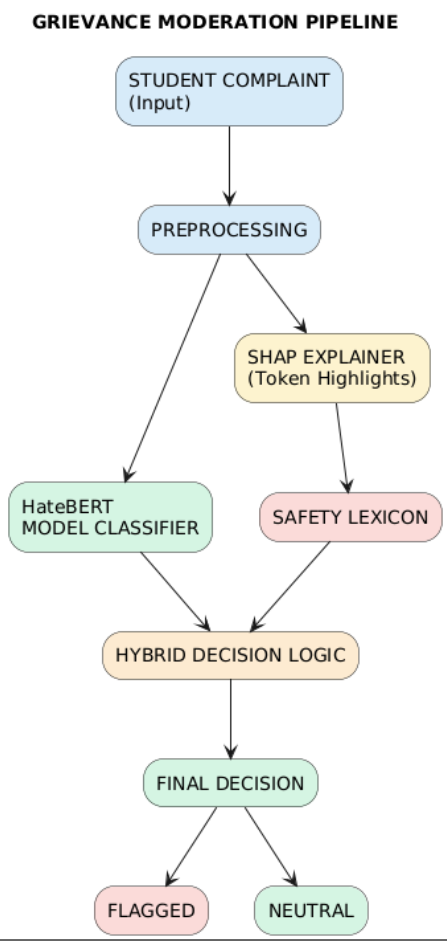 GRIEVANCE MODERATION PIPELINE
STUDENT COMPLAINT
(Input)
PREPROCESSING
SHAP EXPLAINER
(Token Highlights)
HateBERT
MODEL CLASSIFIER
SAFETY LEXICON
HYBRID DECISION LOGIC
FINAL DECISION
FLAGGED
NEUTRAL